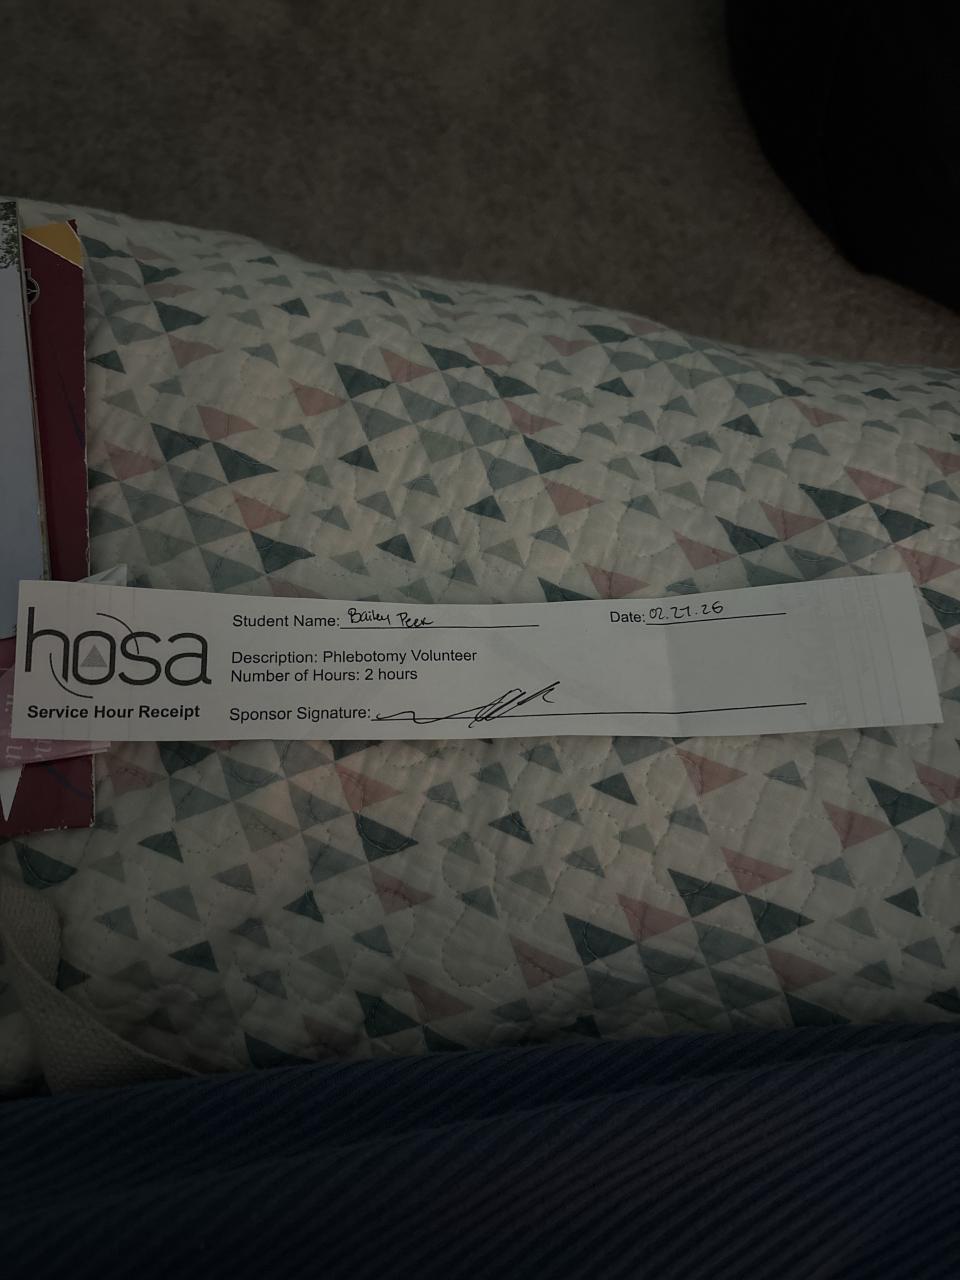 hosa
Service Hour Receipt
Student Name: Bailey Peek
Date: 02.27.26
Description: Phlebotomy Volunteer
Number of Hours: 2 hours
Sponsor Signature: